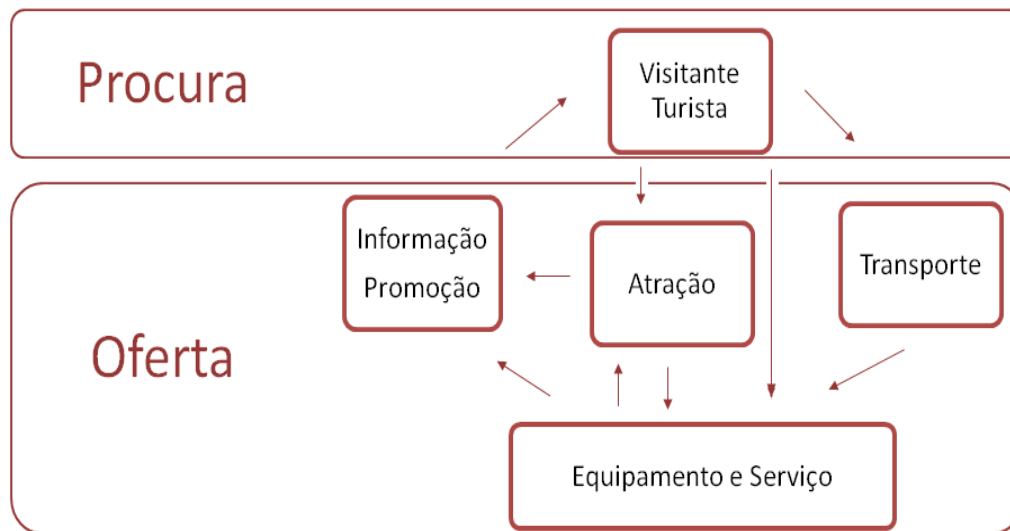 Procura
Visitante
Turista
Informação
Promoção
Atração
Transporte
Oferta
Equipamento e Serviço